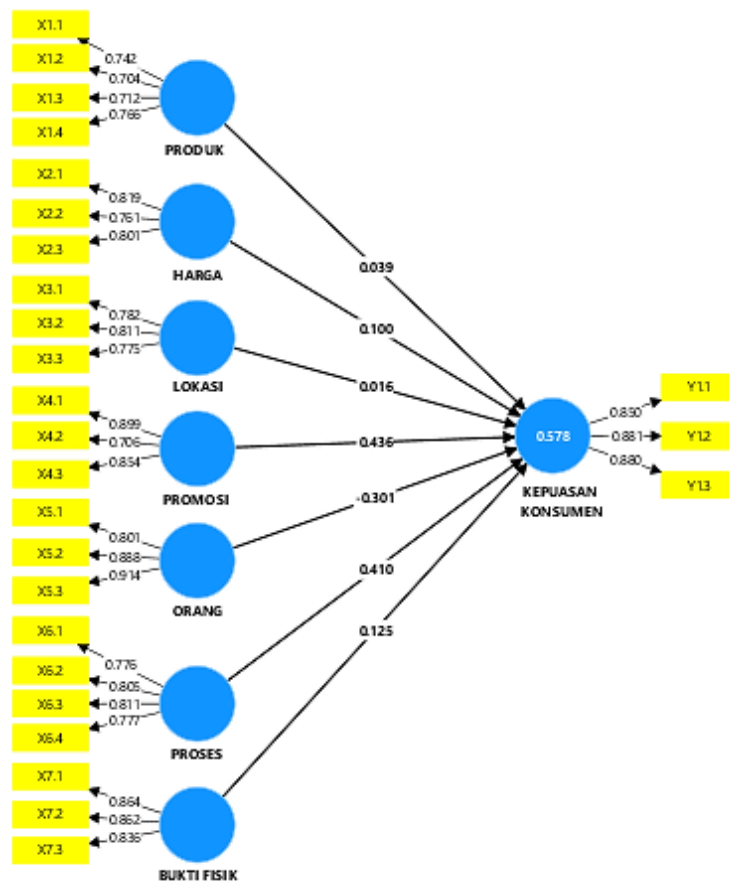 X1.1
0.742
X1.2
0.704
X1.3
0.712
X1.4
0.766
PRODUK
X2.1
0.819
X2.2
0.751
X2.3
0.801
HARGA
X3.1
0.782
X3.2
0.811
X3.3
0.775
LOKASI
X4.1
0.899
X4.2
0.706
X4.3
0.854
PROMOSI
X5.1
0.801
X5.2
0.888
X5.3
0.914
ORANG
X6.1
0.776
X6.2
0.805
X6.3
0.811
X6.4
0.777
PROSES
X7.1
0.864
X7.2
0.862
X7.3
0.836
BUKTI FISIK
0.039
0.100
0.016
0.436
-0.301
0.410
0.125
0.578
KEPUASAN
KONSUMEN
0.850
Y1.1
0.881
Y1.2
0.880
Y1.3